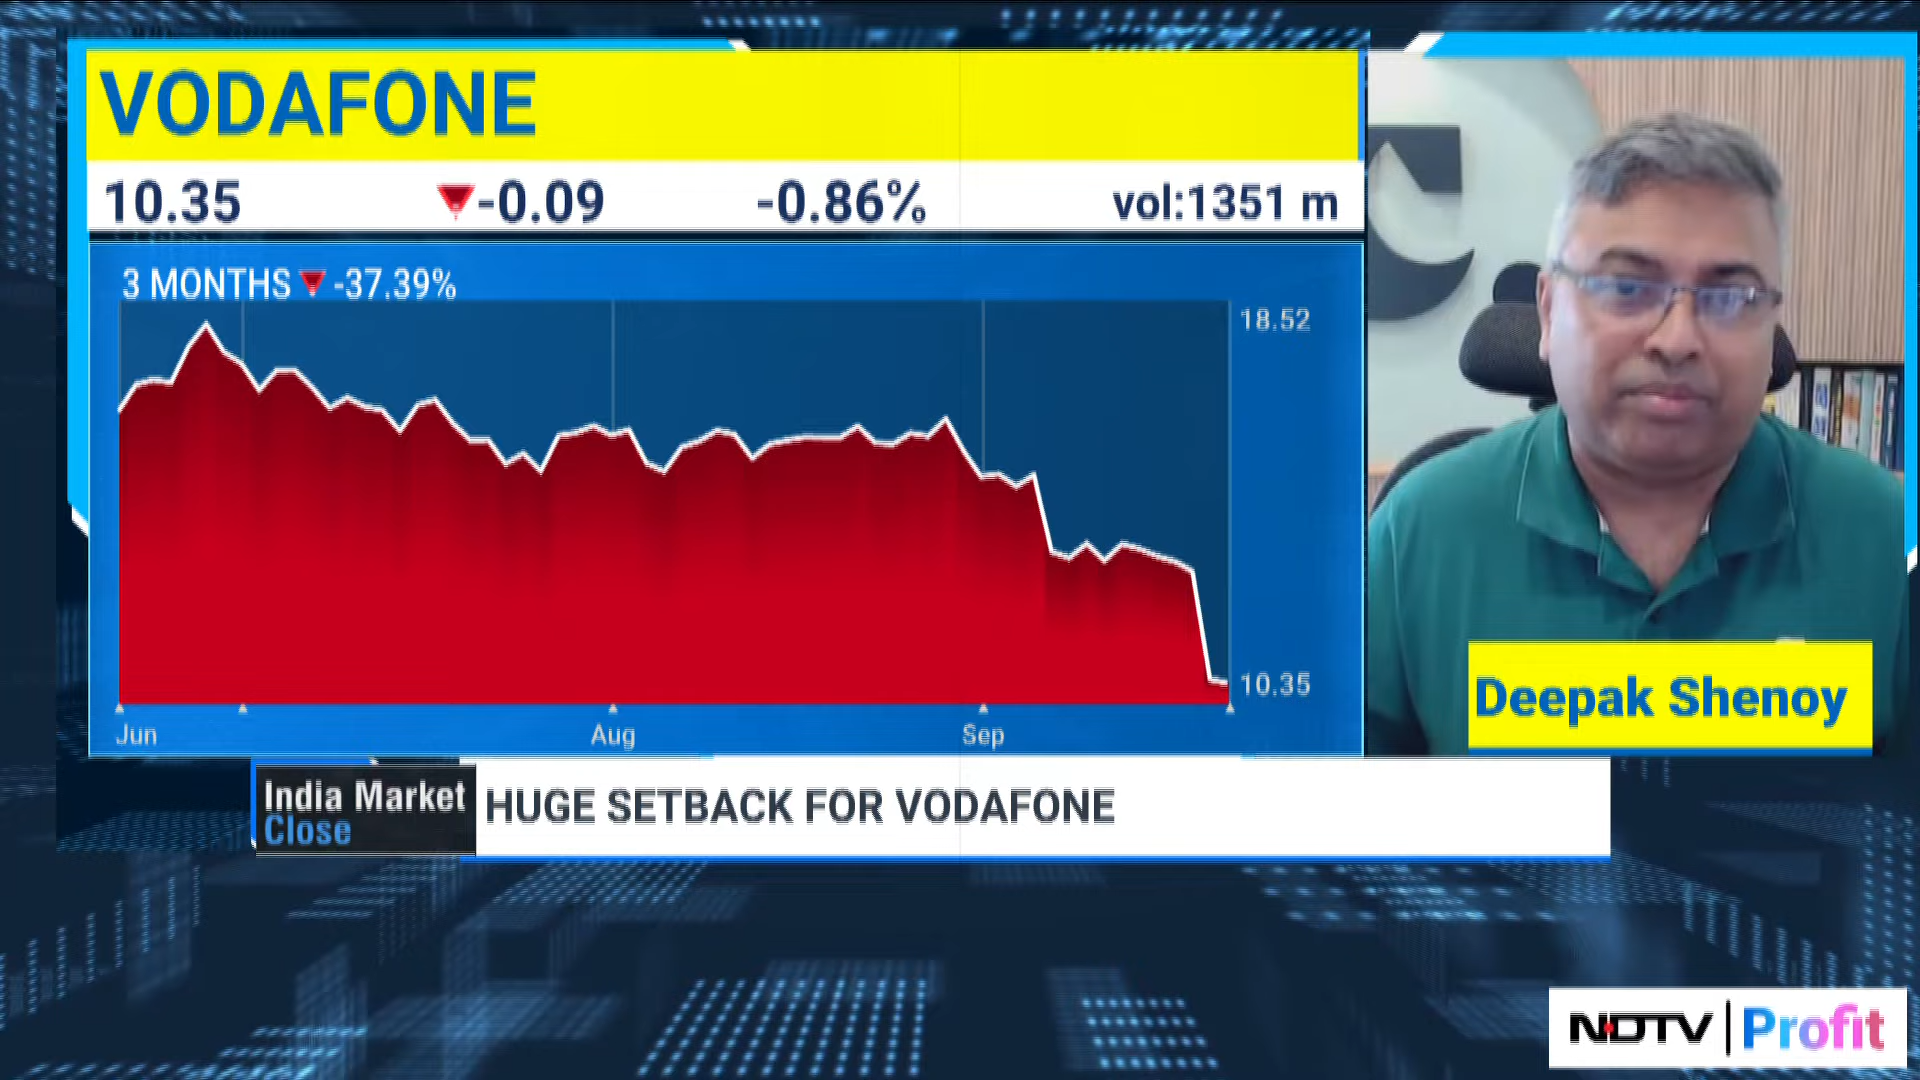 VODAFONE
10.35 ▼-0.09 -0.86% vol:1351 m
3 MONTHS ▼ -37.39%
18.52
10.35
Jun Aug Sep
Deepak Shenoy
India Market
Close
HUGE SETBACK FOR VODAFONE
NDTV | Profit